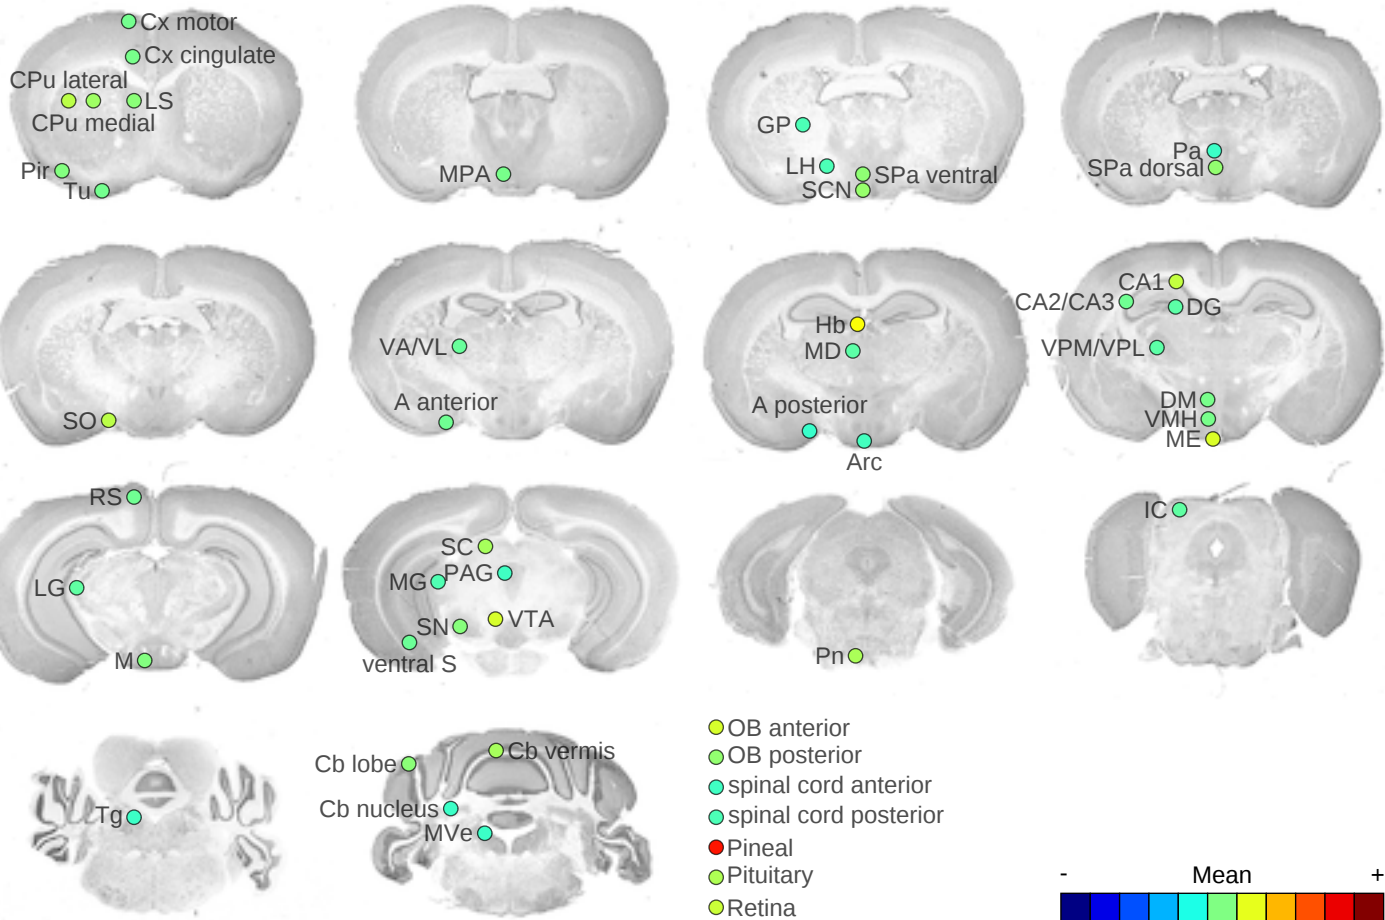 Cx motor
Cx cingulate
CPu lateral
LS
CPu medial
Pir
Tu
MPA
GP
LH
SPa ventral
SCN
Pa
SPa dorsal
SO
VA/VL
A anterior
Hb
MD
A posterior
Arc
CA1
CA2/CA3
DG
VPM/VPL
DM
VMH
ME
RS
LG
M
SC
MG
PAG
SN
VTA
ventral S
Pn
IC
Tg
Cb lobe
Cb vermis
Cb nucleus
MVe
OB anterior
OB posterior
spinal cord anterior
spinal cord posterior
Pineal
Pituitary
Retina
- Mean +